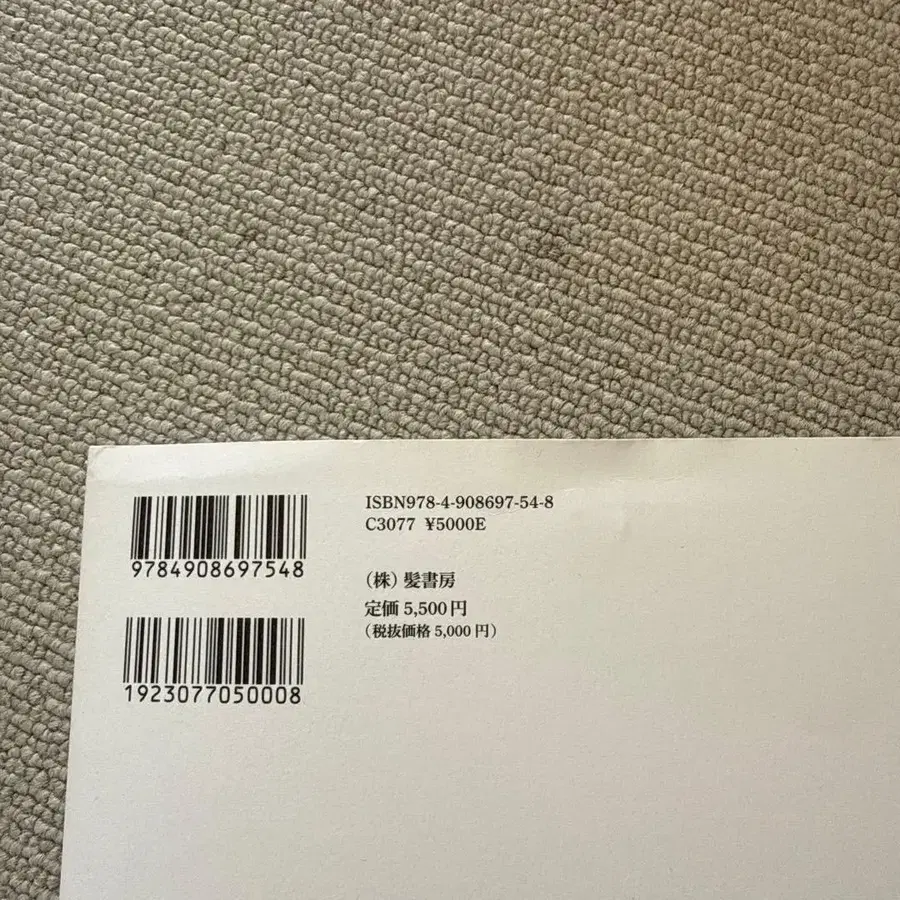 9784908697548
1923077050008
ISBN978-4-908697-54-8
C3077 ¥5000E
（株）髪書房
定価 5,500円
（税抜価格 5,000円）